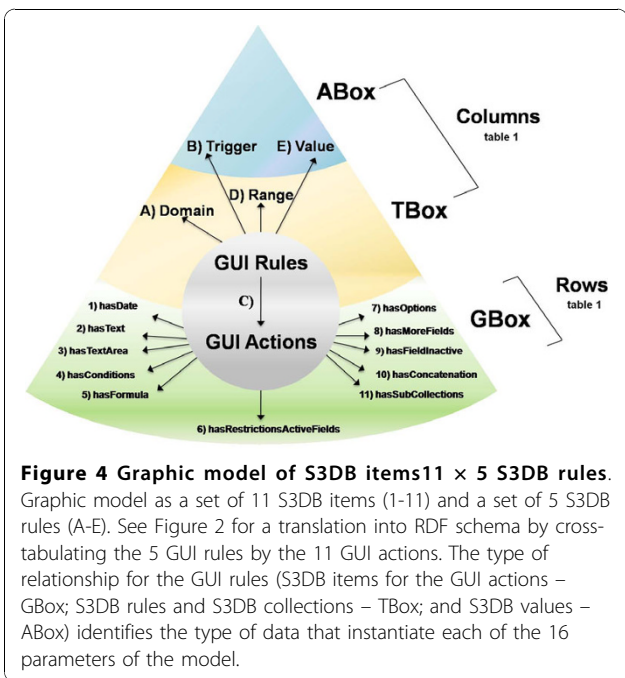 ABox
Columns
table 1
B) Trigger
E) Value
D) Range
A) Domain
TBox
GUI Rules
C)
GUI Actions
Rows
table 1
GBox
1) hasDate
2) hasText
3) hasTextArea
4) hasConditions
5) hasFormula
6) hasRestrictionsActiveFields
7) hasOptions
8) hasMoreFields
9) hasFieldInactive
10) hasConcatenation
11) hasSubCollections
Figure 4 Graphic model of S3DB items11 × 5 S3DB rules.
Graphic model as a set of 11 S3DB items (1-11) and a set of 5 S3DB
rules (A-E). See Figure 2 for a translation into RDF schema by cross-
tabulating the 5 GUI rules by the 11 GUI actions. The type of
relationship for the GUI rules (S3DB items for the GUI actions –
GBox; S3DB rules and S3DB collections – TBox; and S3DB values –
ABox) identifies the type of data that instantiate each of the 16
parameters of the model.